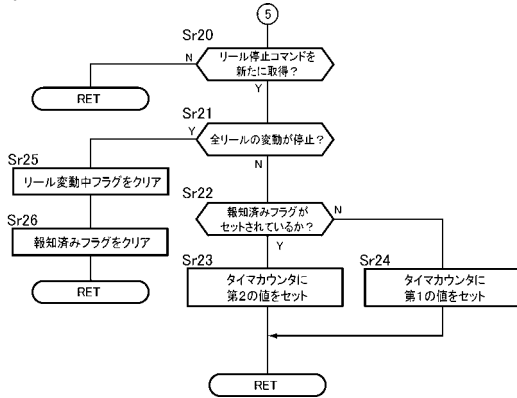 5
Sr20
リール停止コマンドを
新たに取得？
N
Y
RET
Sr21
全リールの変動が停止？
Y
N
Sr25
リール変動中フラグをクリア
Sr26
報知済みフラグをクリア
RET
Sr22
報知済みフラグが
セットされているか？
N
Y
Sr23
タイマカウンタに
第2の値をセット
Sr24
タイマカウンタに
第1の値をセット
RET